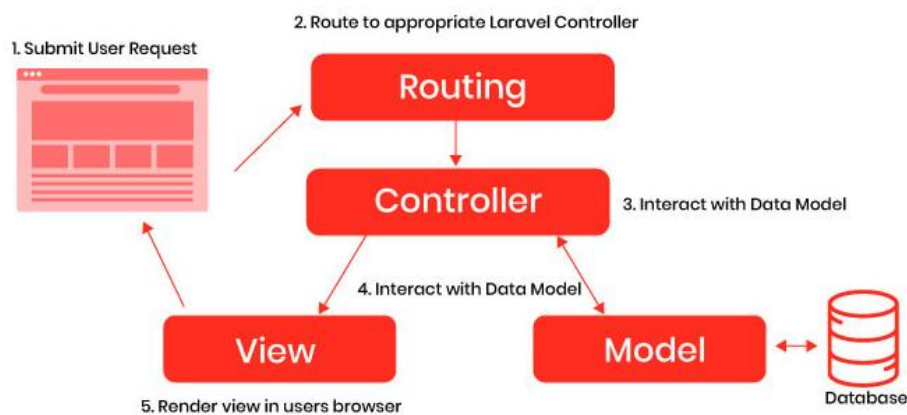 2. Route to appropriate Laravel Controller
1. Submit User Request
Routing
Controller
3. Interact with Data Model
4. Interact with Data Model
View
Model
Database
5. Render view in users browser